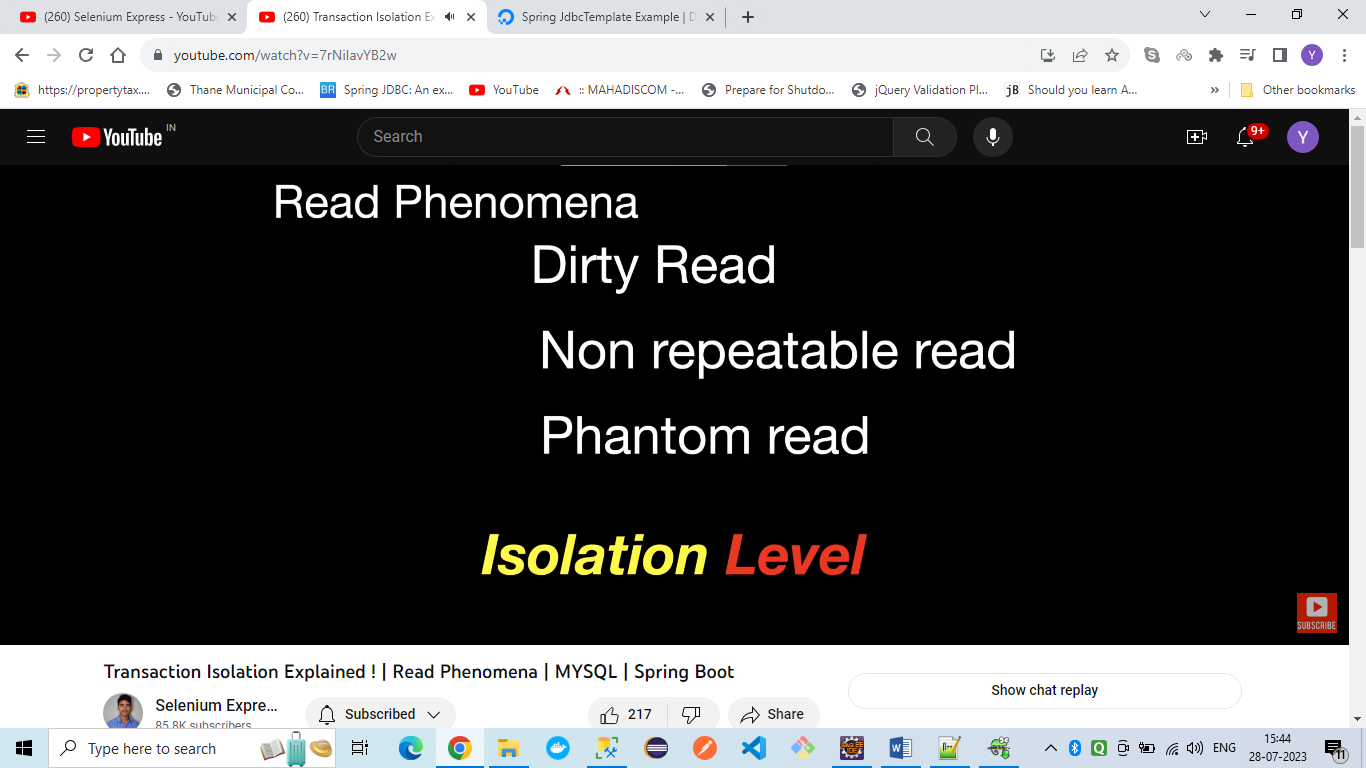 (260) Selenium Express - YouTube
(260) Transaction Isolation Ex
Spring JdbcTemplate Example | D
youtube.com/watch?v=7rNilavYB2w
Y
https://propertytax....
Thane Municipal Co...
BR
Spring JDBC: An ex...
YouTube
:: MAHADISCOM -...
Prepare for Shutdo...
jQuery Validation Pl...
jB
Should you learn A...
»
Other bookmarks
YouTube IN
Search
9+
Y
Read Phenomena
Dirty Read
Non repeatable read
Phantom read
Isolation Level
SUBSCRIBE
Transaction Isolation Explained ! | Read Phenomena | MYSQL | Spring Boot
Show chat replay
Selenium Expre...
85.8K subscribers
Subscribed
217
Share
Type here to search
ENG
15:44
28-07-2023
11